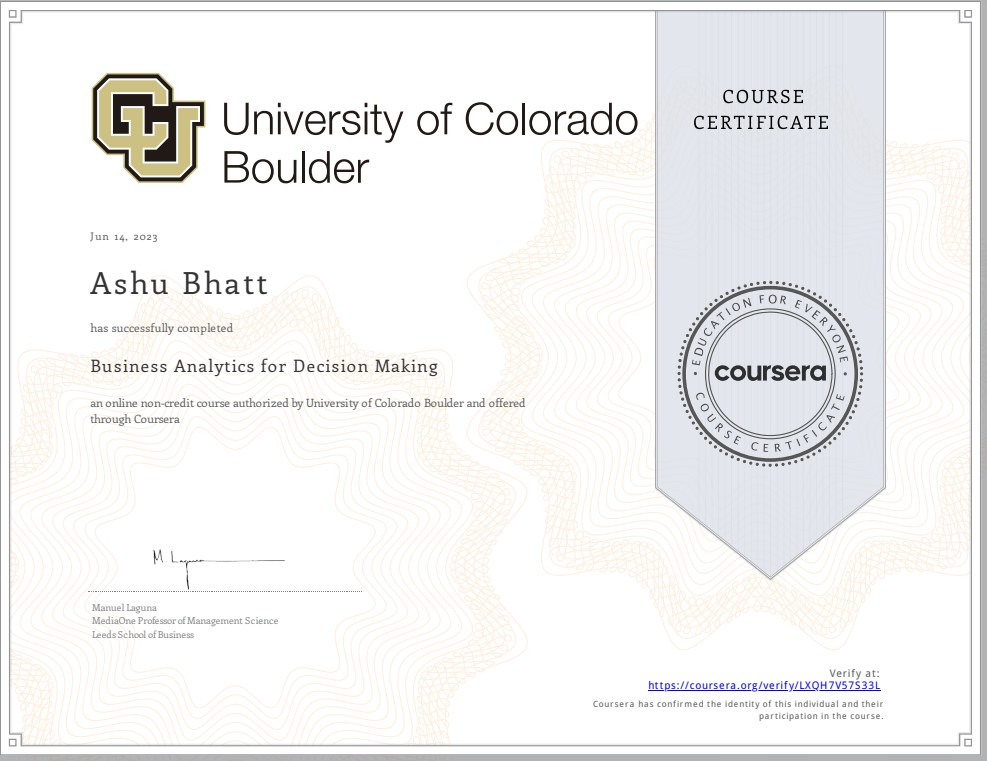 CU
University of Colorado
Boulder
COURSE
CERTIFICATE
Jun 14, 2023
Ashu Bhatt
has successfully completed
Business Analytics for Decision Making
an online non-credit course authorized by University of Colorado Boulder and offered
through Coursera
EDUCATION FOR EVERYONE
coursera
COURSE CERTIFICATE
M. Laguna
Manuel Laguna
MediaOne Professor of Management Science
Leeds School of Business
Verify at:
https://coursera.org/verify/LXQH7V57S33L
Coursera has confirmed the identity of this individual and their
participation in the course.